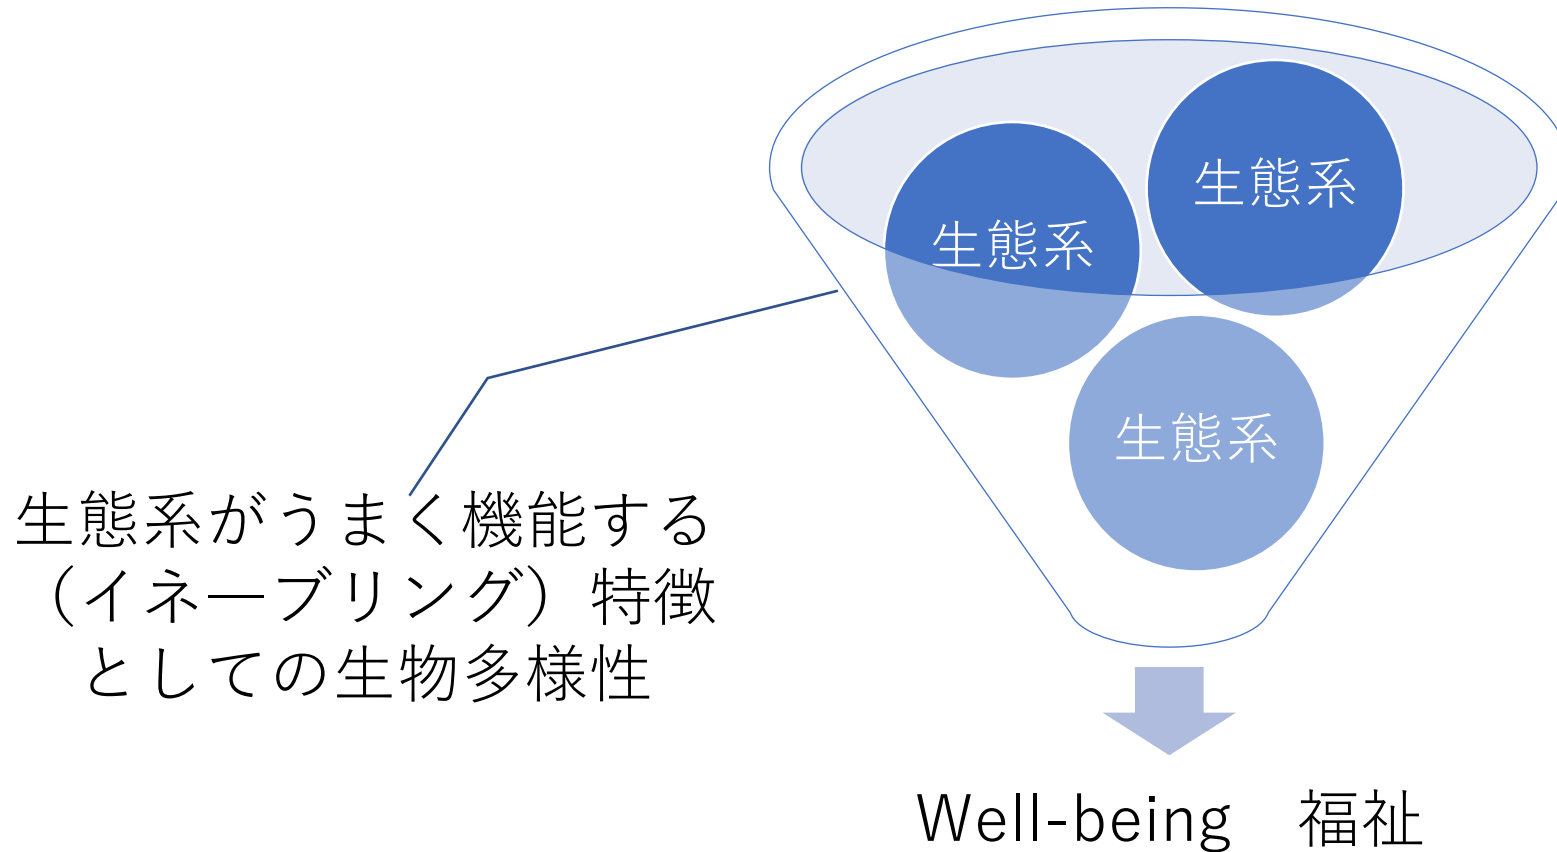 生態系
生態系
生態系
生態系がうまく機能する
（イネーブリング）特徴
としての生物多様性
Well-being　福祉